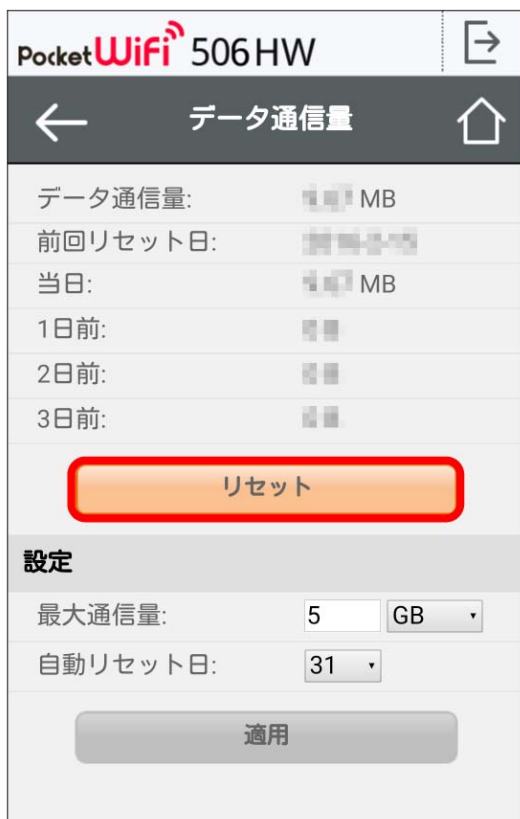 Pocket WiFi 506HW
データ通信量
データ通信量: MB
前回リセット日:
当日: MB
1日前:
2日前:
3日前:
リセット
設定
最大通信量: 5 GB
自動リセット日: 31
適用